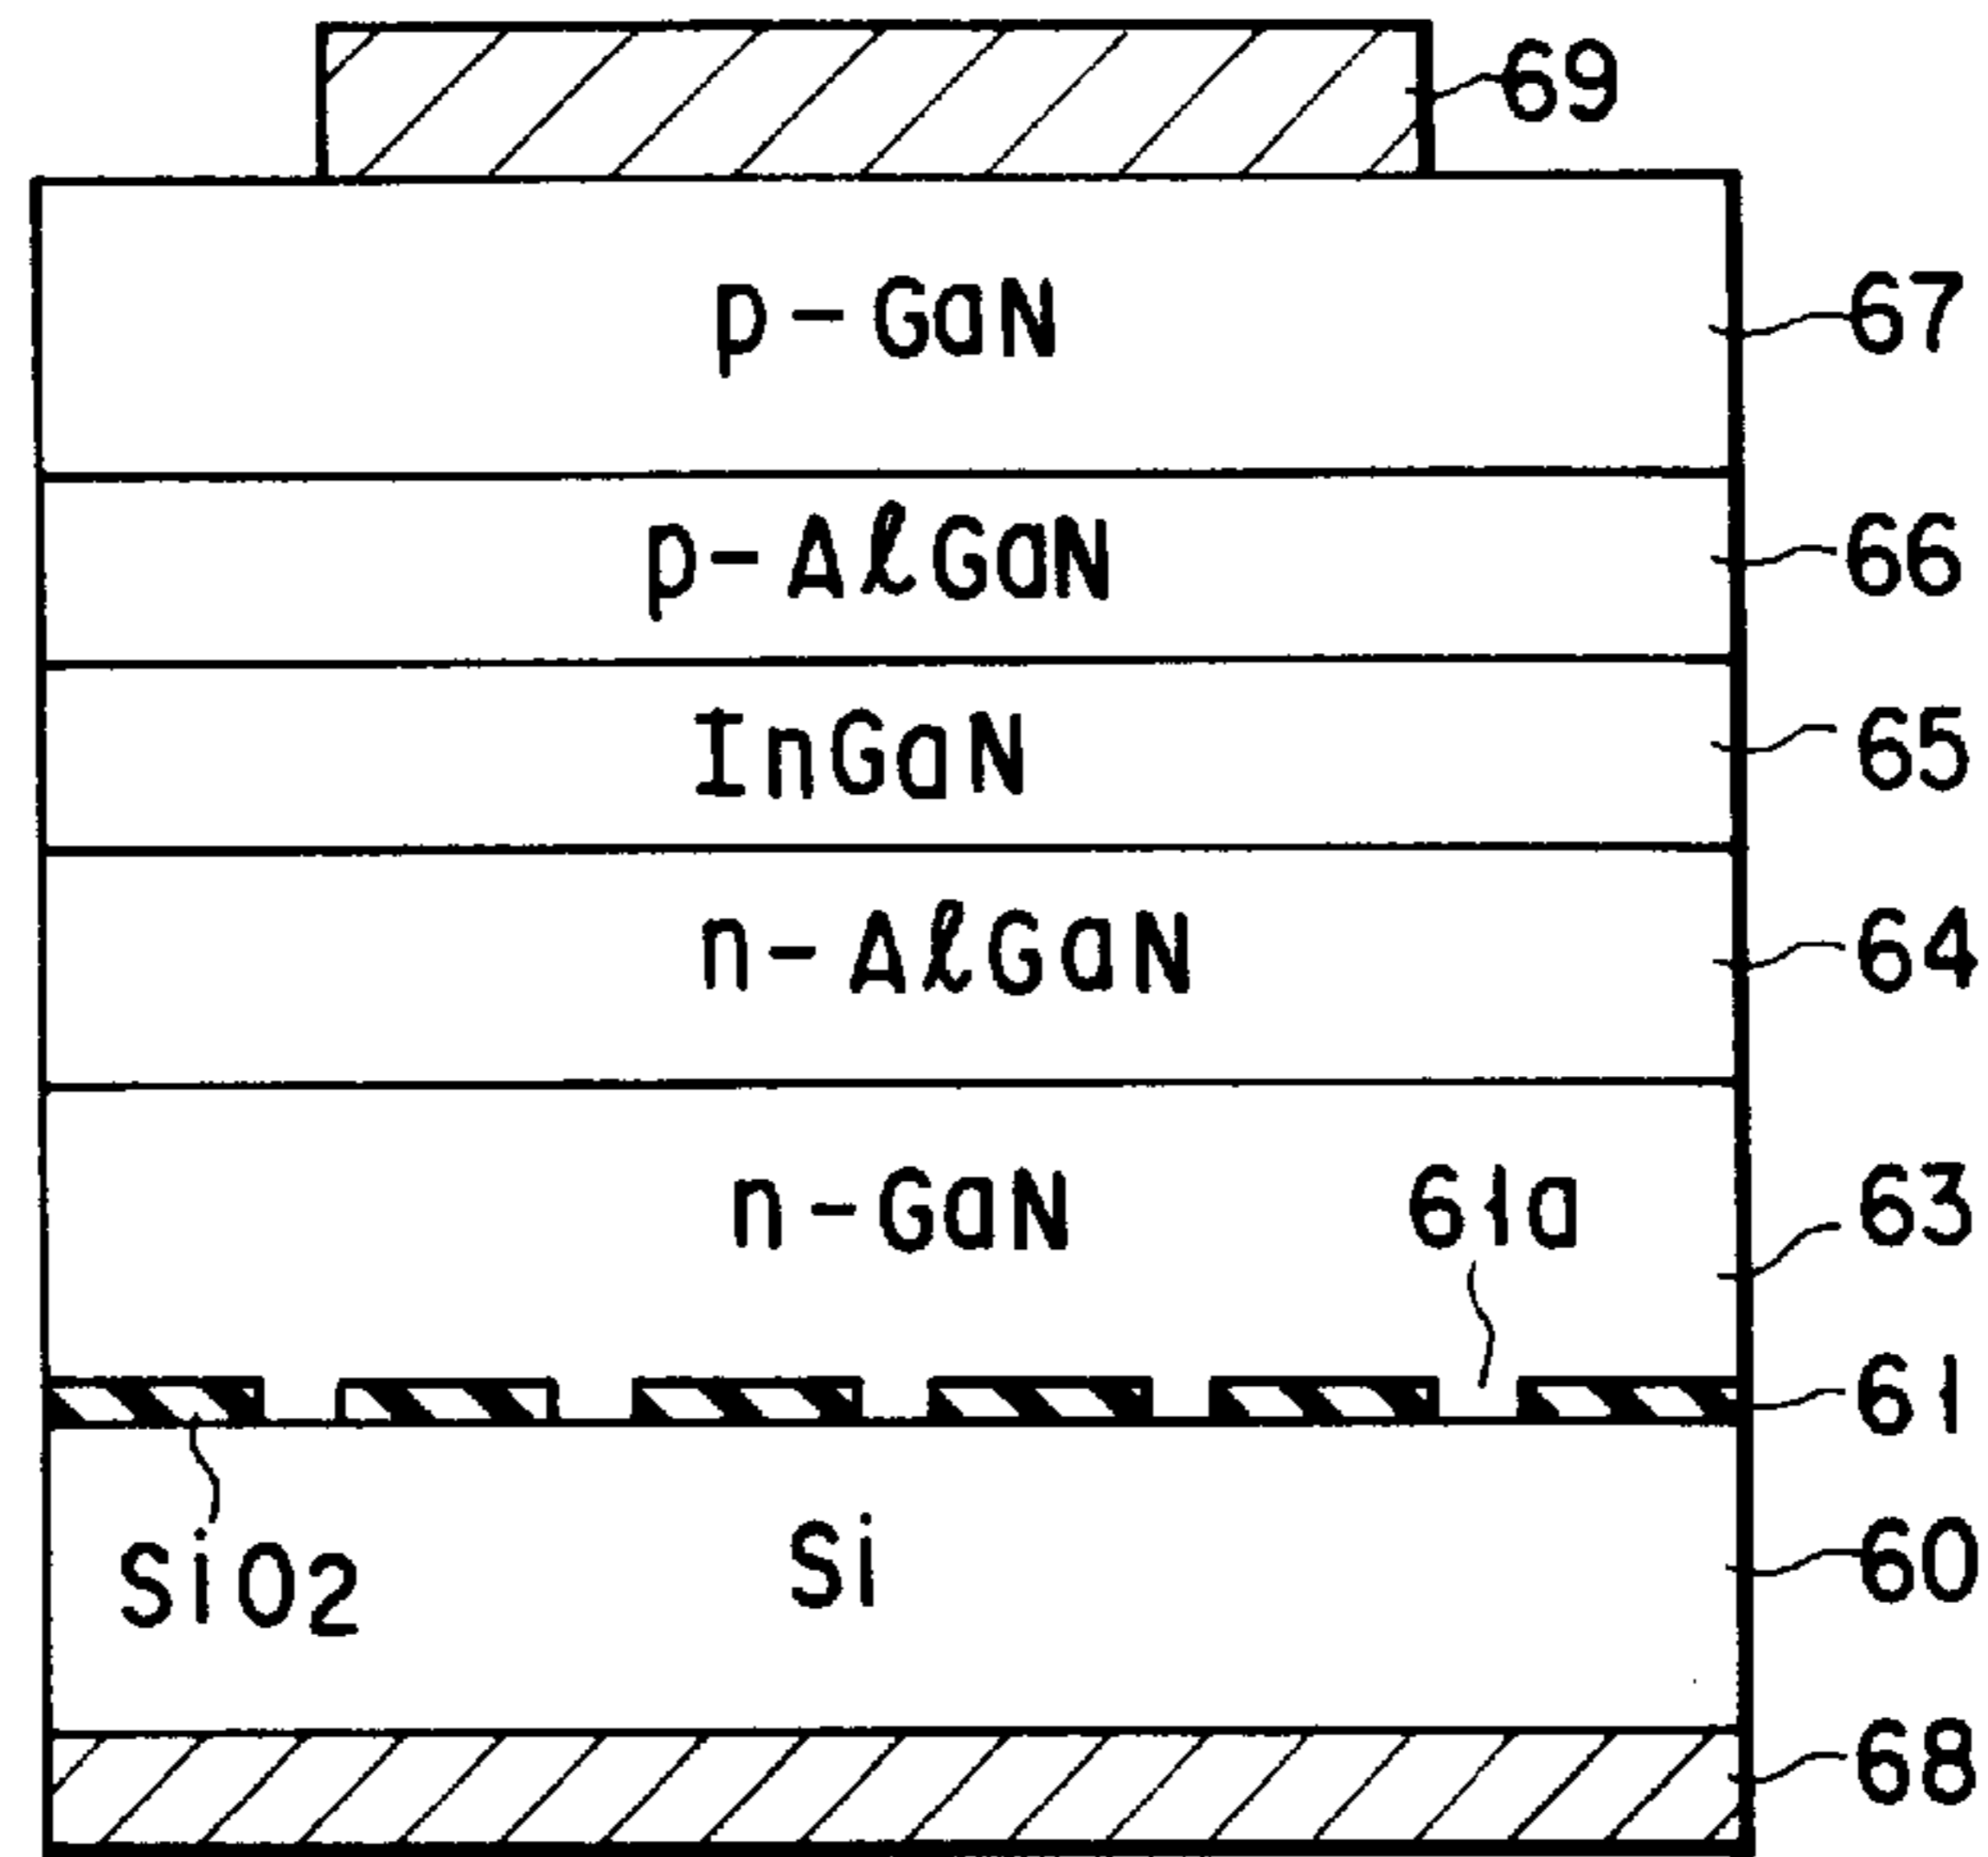 69
p-GaN 67
p-AlGaN 66
InGaN 65
n-AlGaN 64
n-GaN 61a 63
61
SiO2 Si 60
68